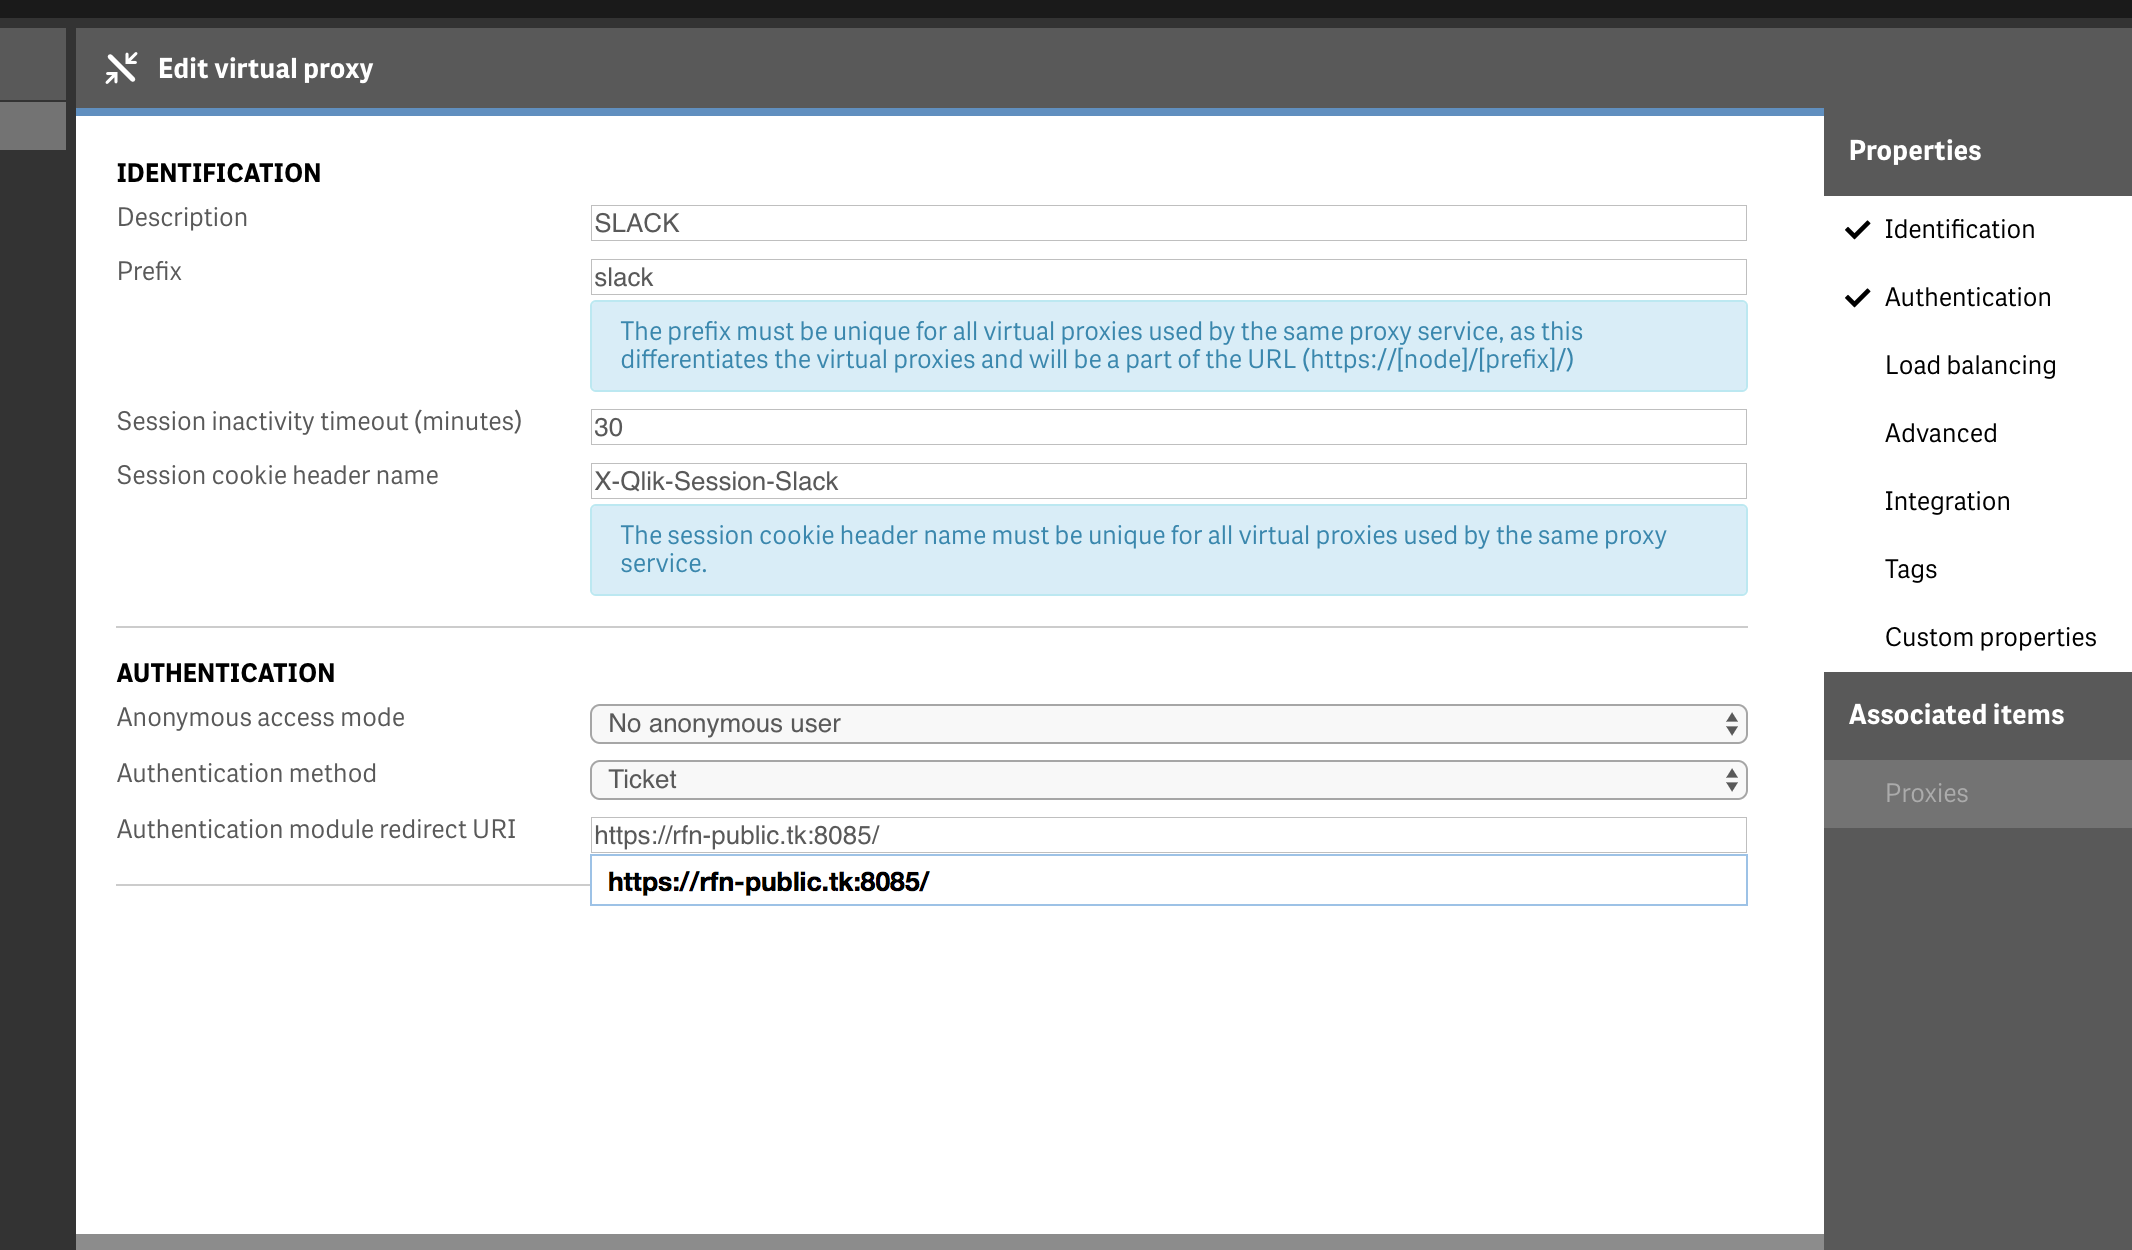 Edit virtual proxy
IDENTIFICATION
Description
SLACK
Prefix
slack
The prefix must be unique for all virtual proxies used by the same proxy service, as this
differentiates the virtual proxies and will be a part of the URL (https://[node]/[prefix]/)
Session inactivity timeout (minutes)
30
Session cookie header name
X-Qlik-Session-Slack
The session cookie header name must be unique for all virtual proxies used by the same proxy
service.
AUTHENTICATION
Anonymous access mode
No anonymous user
Authentication method
Ticket
Authentication module redirect URI
https://rfn-public.tk:8085/
https://rfn-public.tk:8085/
Properties
Identification
Authentication
Load balancing
Advanced
Integration
Tags
Custom properties
Associated items
Proxies